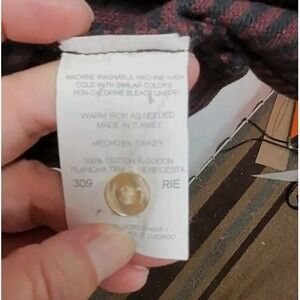 MACHINE WASHABLE MACHINE WASH
COLD WITH SIMILAR COLORS
NON-CHLORINE BLEACH
WARM IRON AS NEEDED
MADE IN TURKEY
HECHO EN TURKEY
100% COTTON ALGODON
PLANCHA TIBIA SE NECESITA
309 RIE